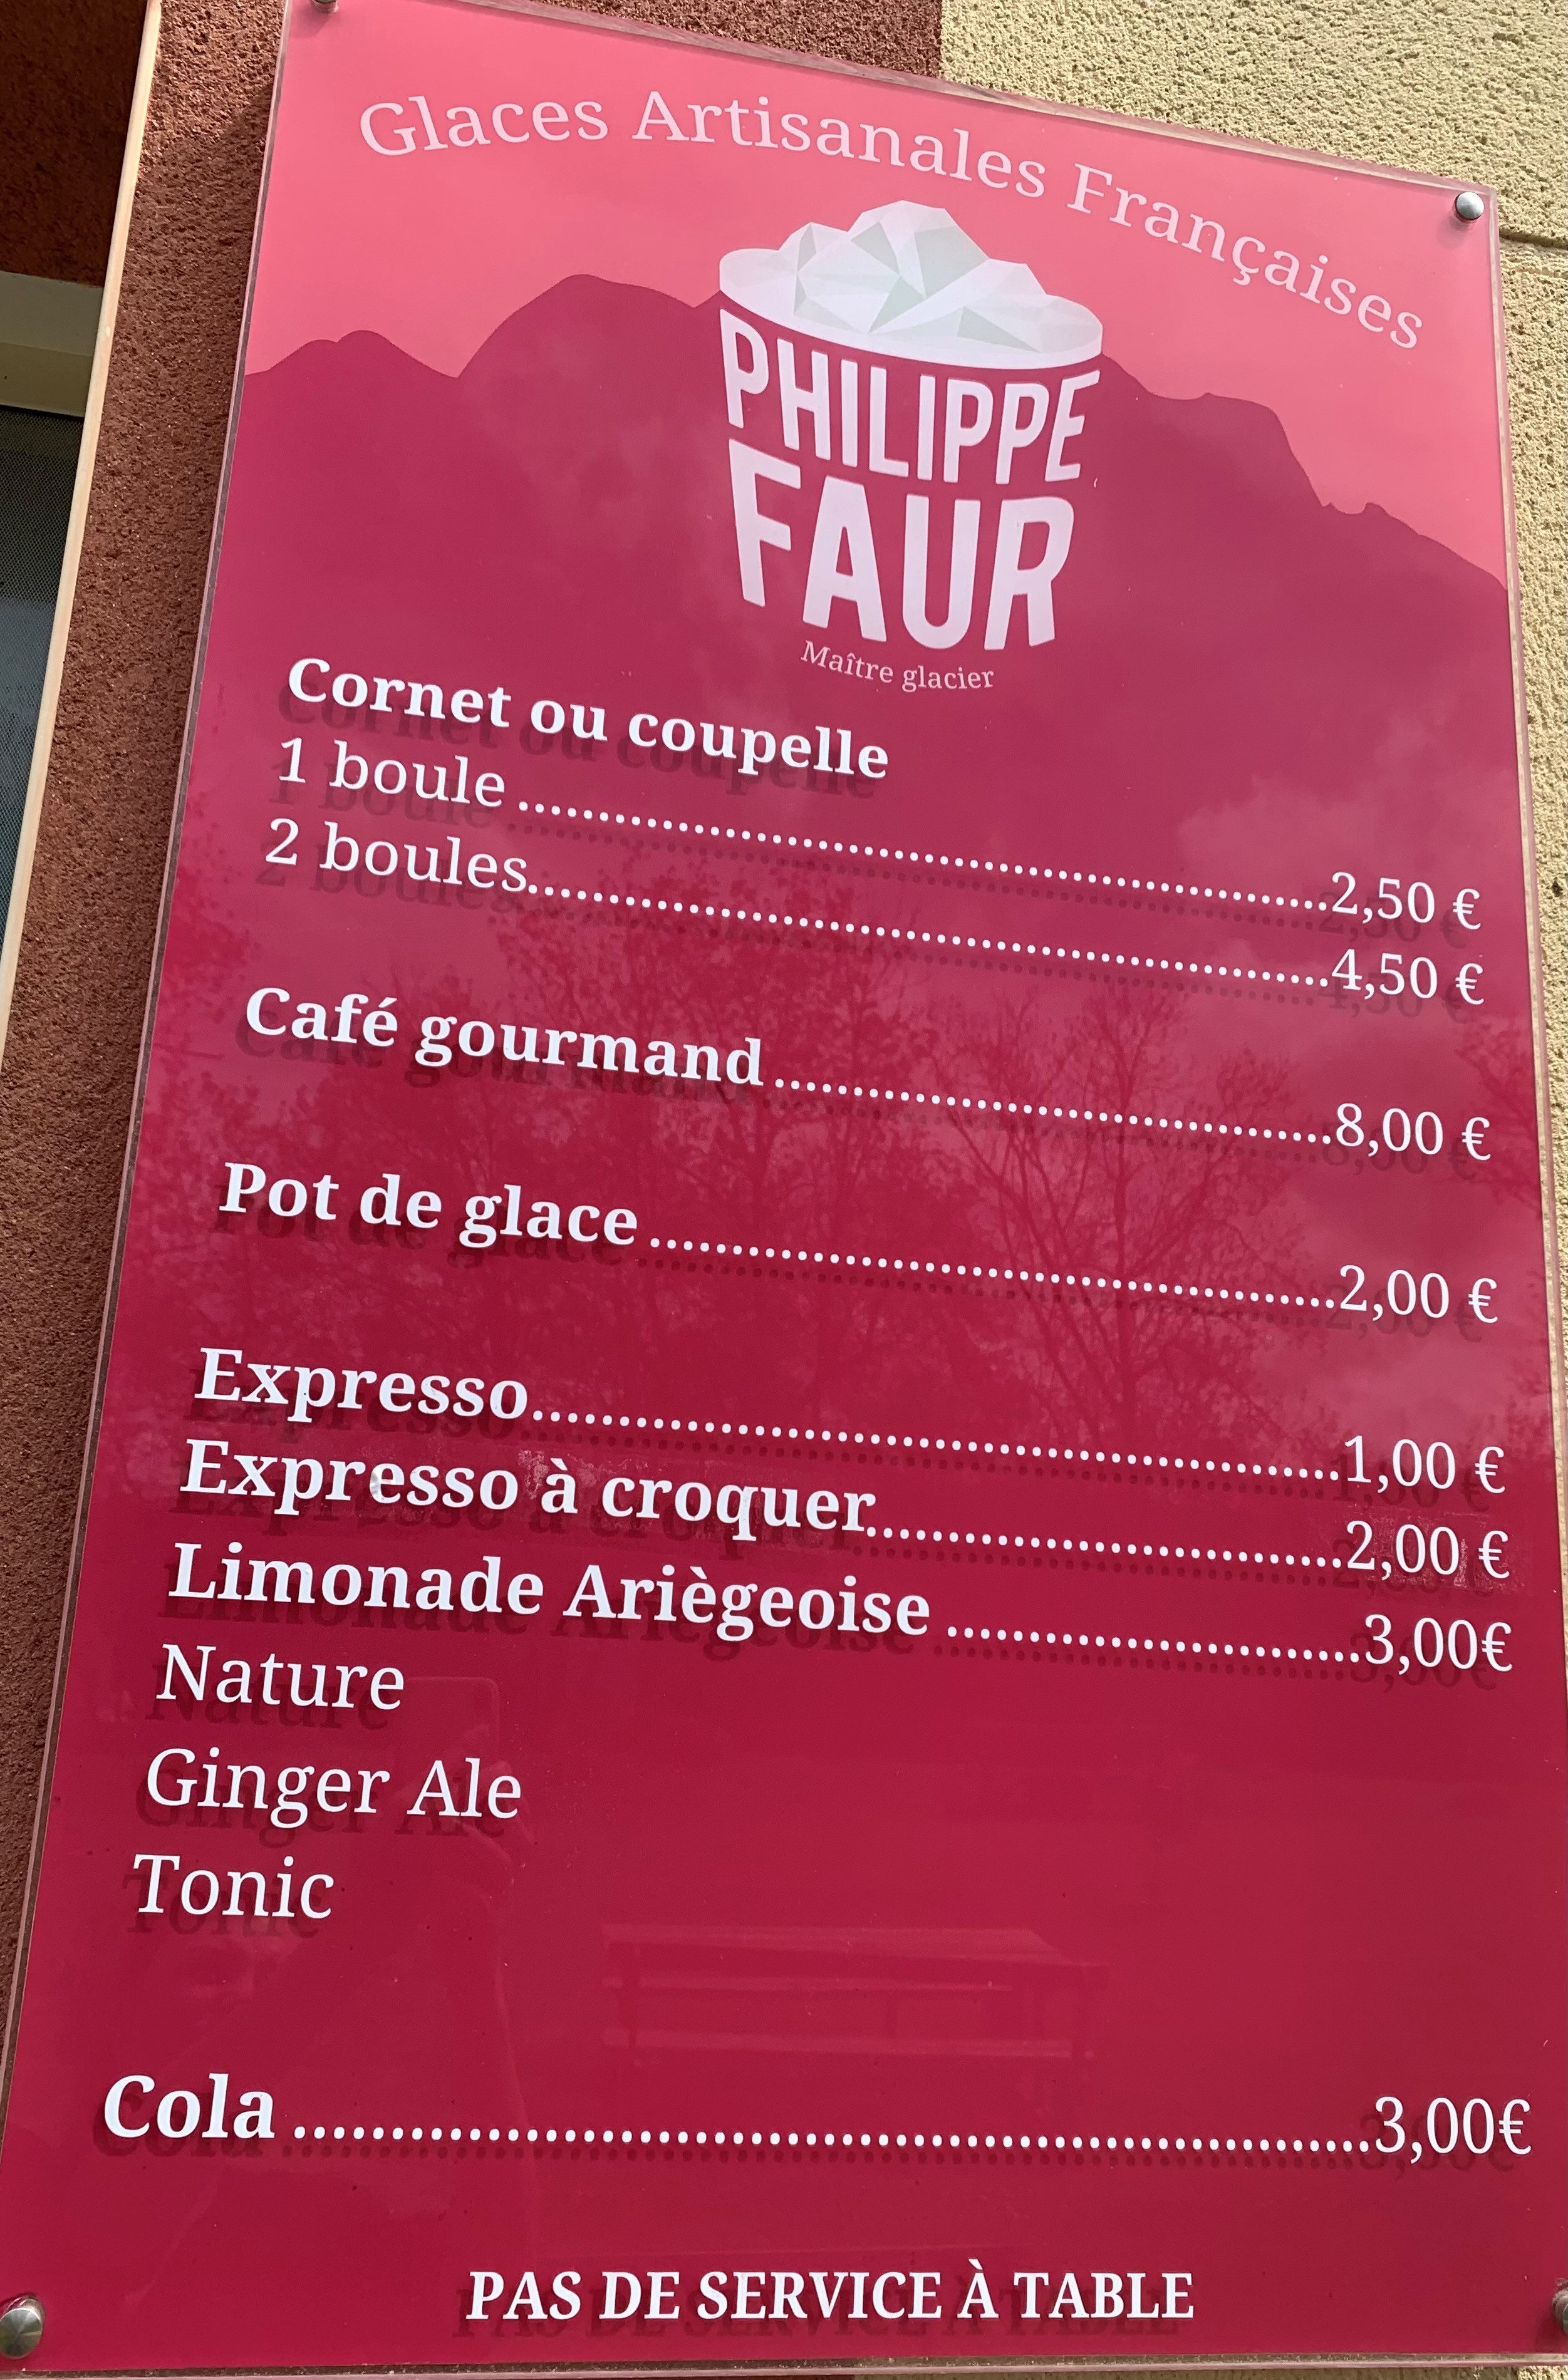 Glaces Artisanales Françaises
PHILIPPE
FAUR
Maître glacier
Cornet ou coupelle
1 boule ........................................................2,50 €
2 boules........................................................4,50 €
Café gourmand........................................8,00 €
Pot de glace ................................................2,00 €
Expresso.........................................................1,00 €
Expresso à croquer..................................2,00 €
Limonade Ariègeoise .............................3,00€
Nature
Ginger Ale
Tonic
Cola ....................................................................3,00€
PAS DE SERVICE À TABLE